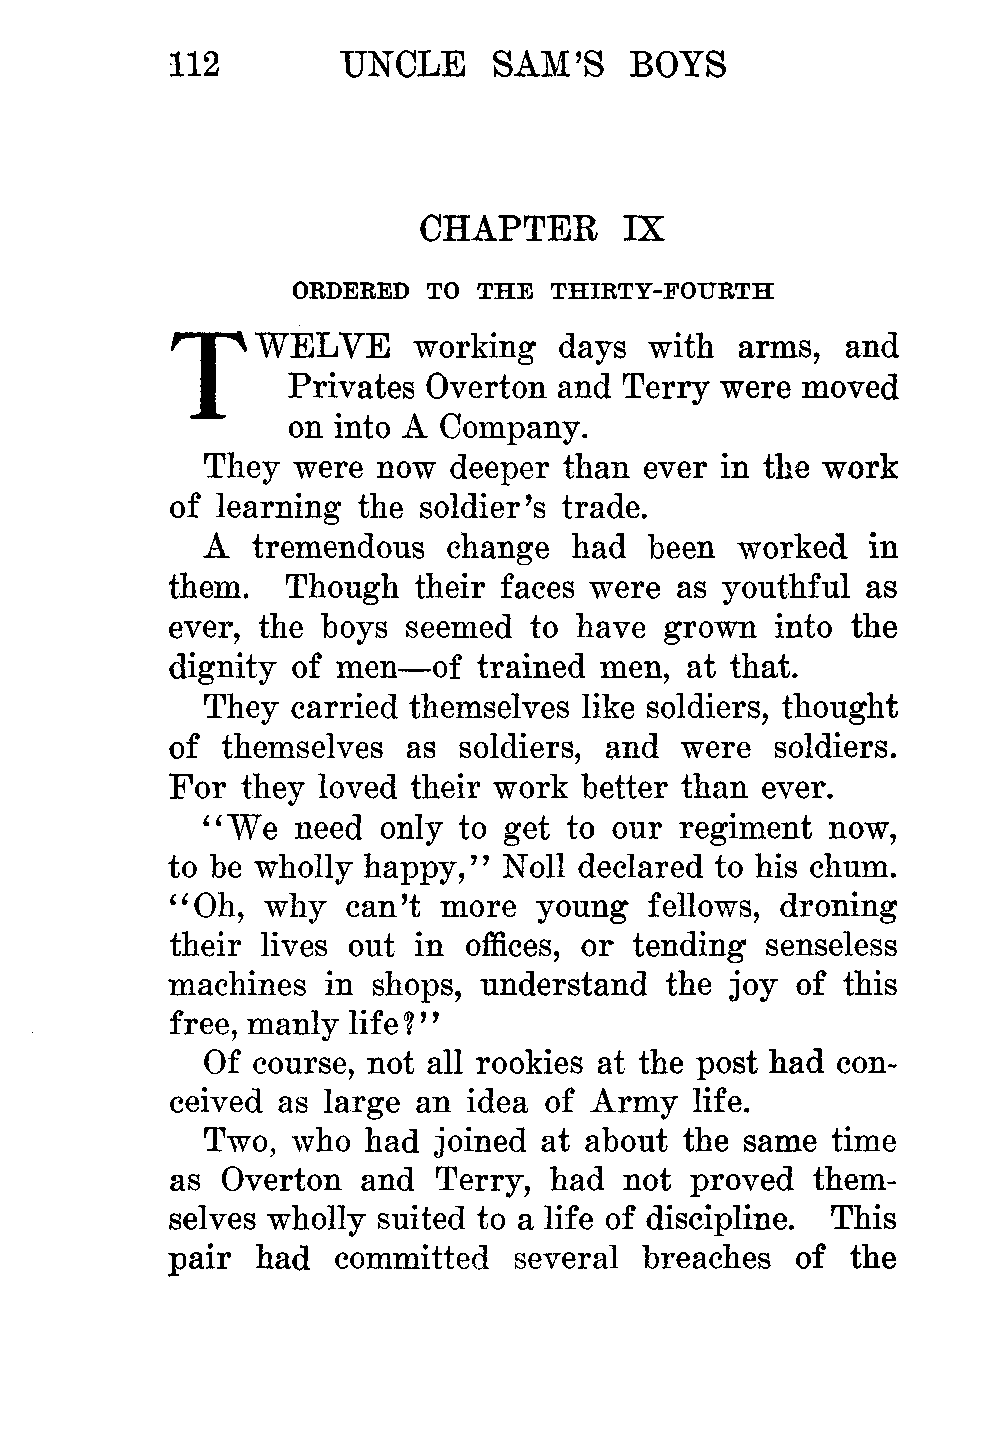 112 UNCLE SAM'S BOYS
CHAPTER IX
ORDERED TO THE THIRTY-FOURTH
TWELVE working days with arms, and
Privates Overton and Terry were moved
on into A Company.
They were now deeper than ever in the work
of learning the soldier's trade.
A tremendous change had been worked in
them. Though their faces were as youthful as
ever, the boys seemed to have grown into the
dignity of men—of trained men, at that.
They carried themselves like soldiers, thought
of themselves as soldiers, and were soldiers.
For they loved their work better than ever.
"We need only to get to our regiment now,
to be wholly happy," Noll declared to his chum.
"Oh, why can't more young fellows, droning
their lives out in offices, or tending senseless
machines in shops, understand the joy of this
free, manly life?"
Of course, not all rookies at the post had con-
ceived as large an idea of Army life.
Two, who had joined at about the same time
as Overton and Terry, had not proved them-
selves wholly suited to a life of discipline. This
pair had committed several breaches of the